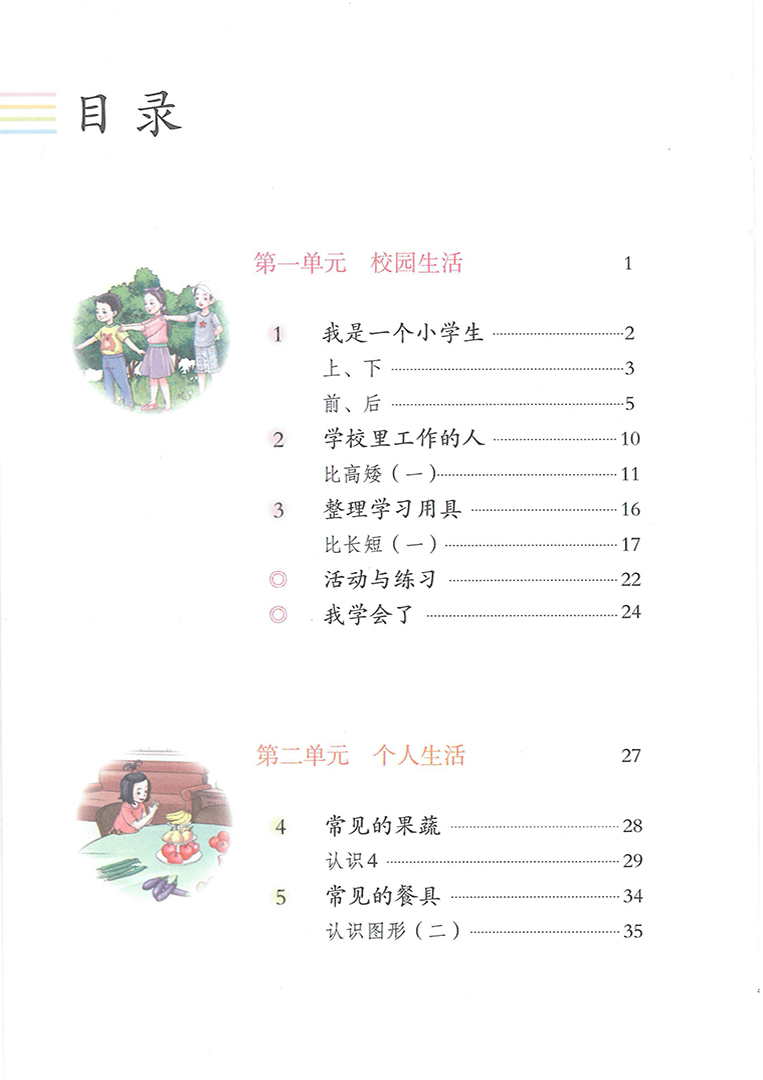 目录
第一单元 校园生活 1
1 我是一个小学生 2
上、下 3
前、后 5
2 学校里工作的人 10
比高矮（一） 11
3 整理学习用具 16
比长短（一） 17
◎ 活动与练习 22
◎ 我学会了 24
第二单元 个人生活 27
4 常见的果蔬 28
认识4 29
5 常见的餐具 34
认识图形（二） 35